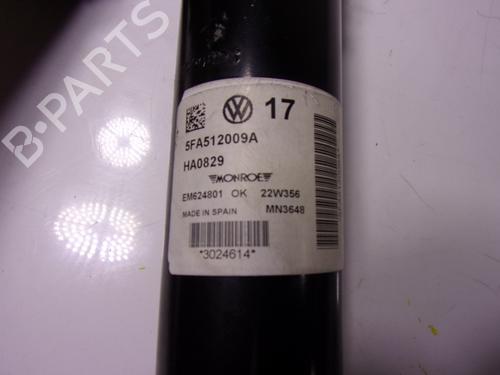 B-PARTS
17
5FA512009A
HA0829
MONROE
EM624801 OK 22W356
MADE IN SPAIN MN3648
*3024614*